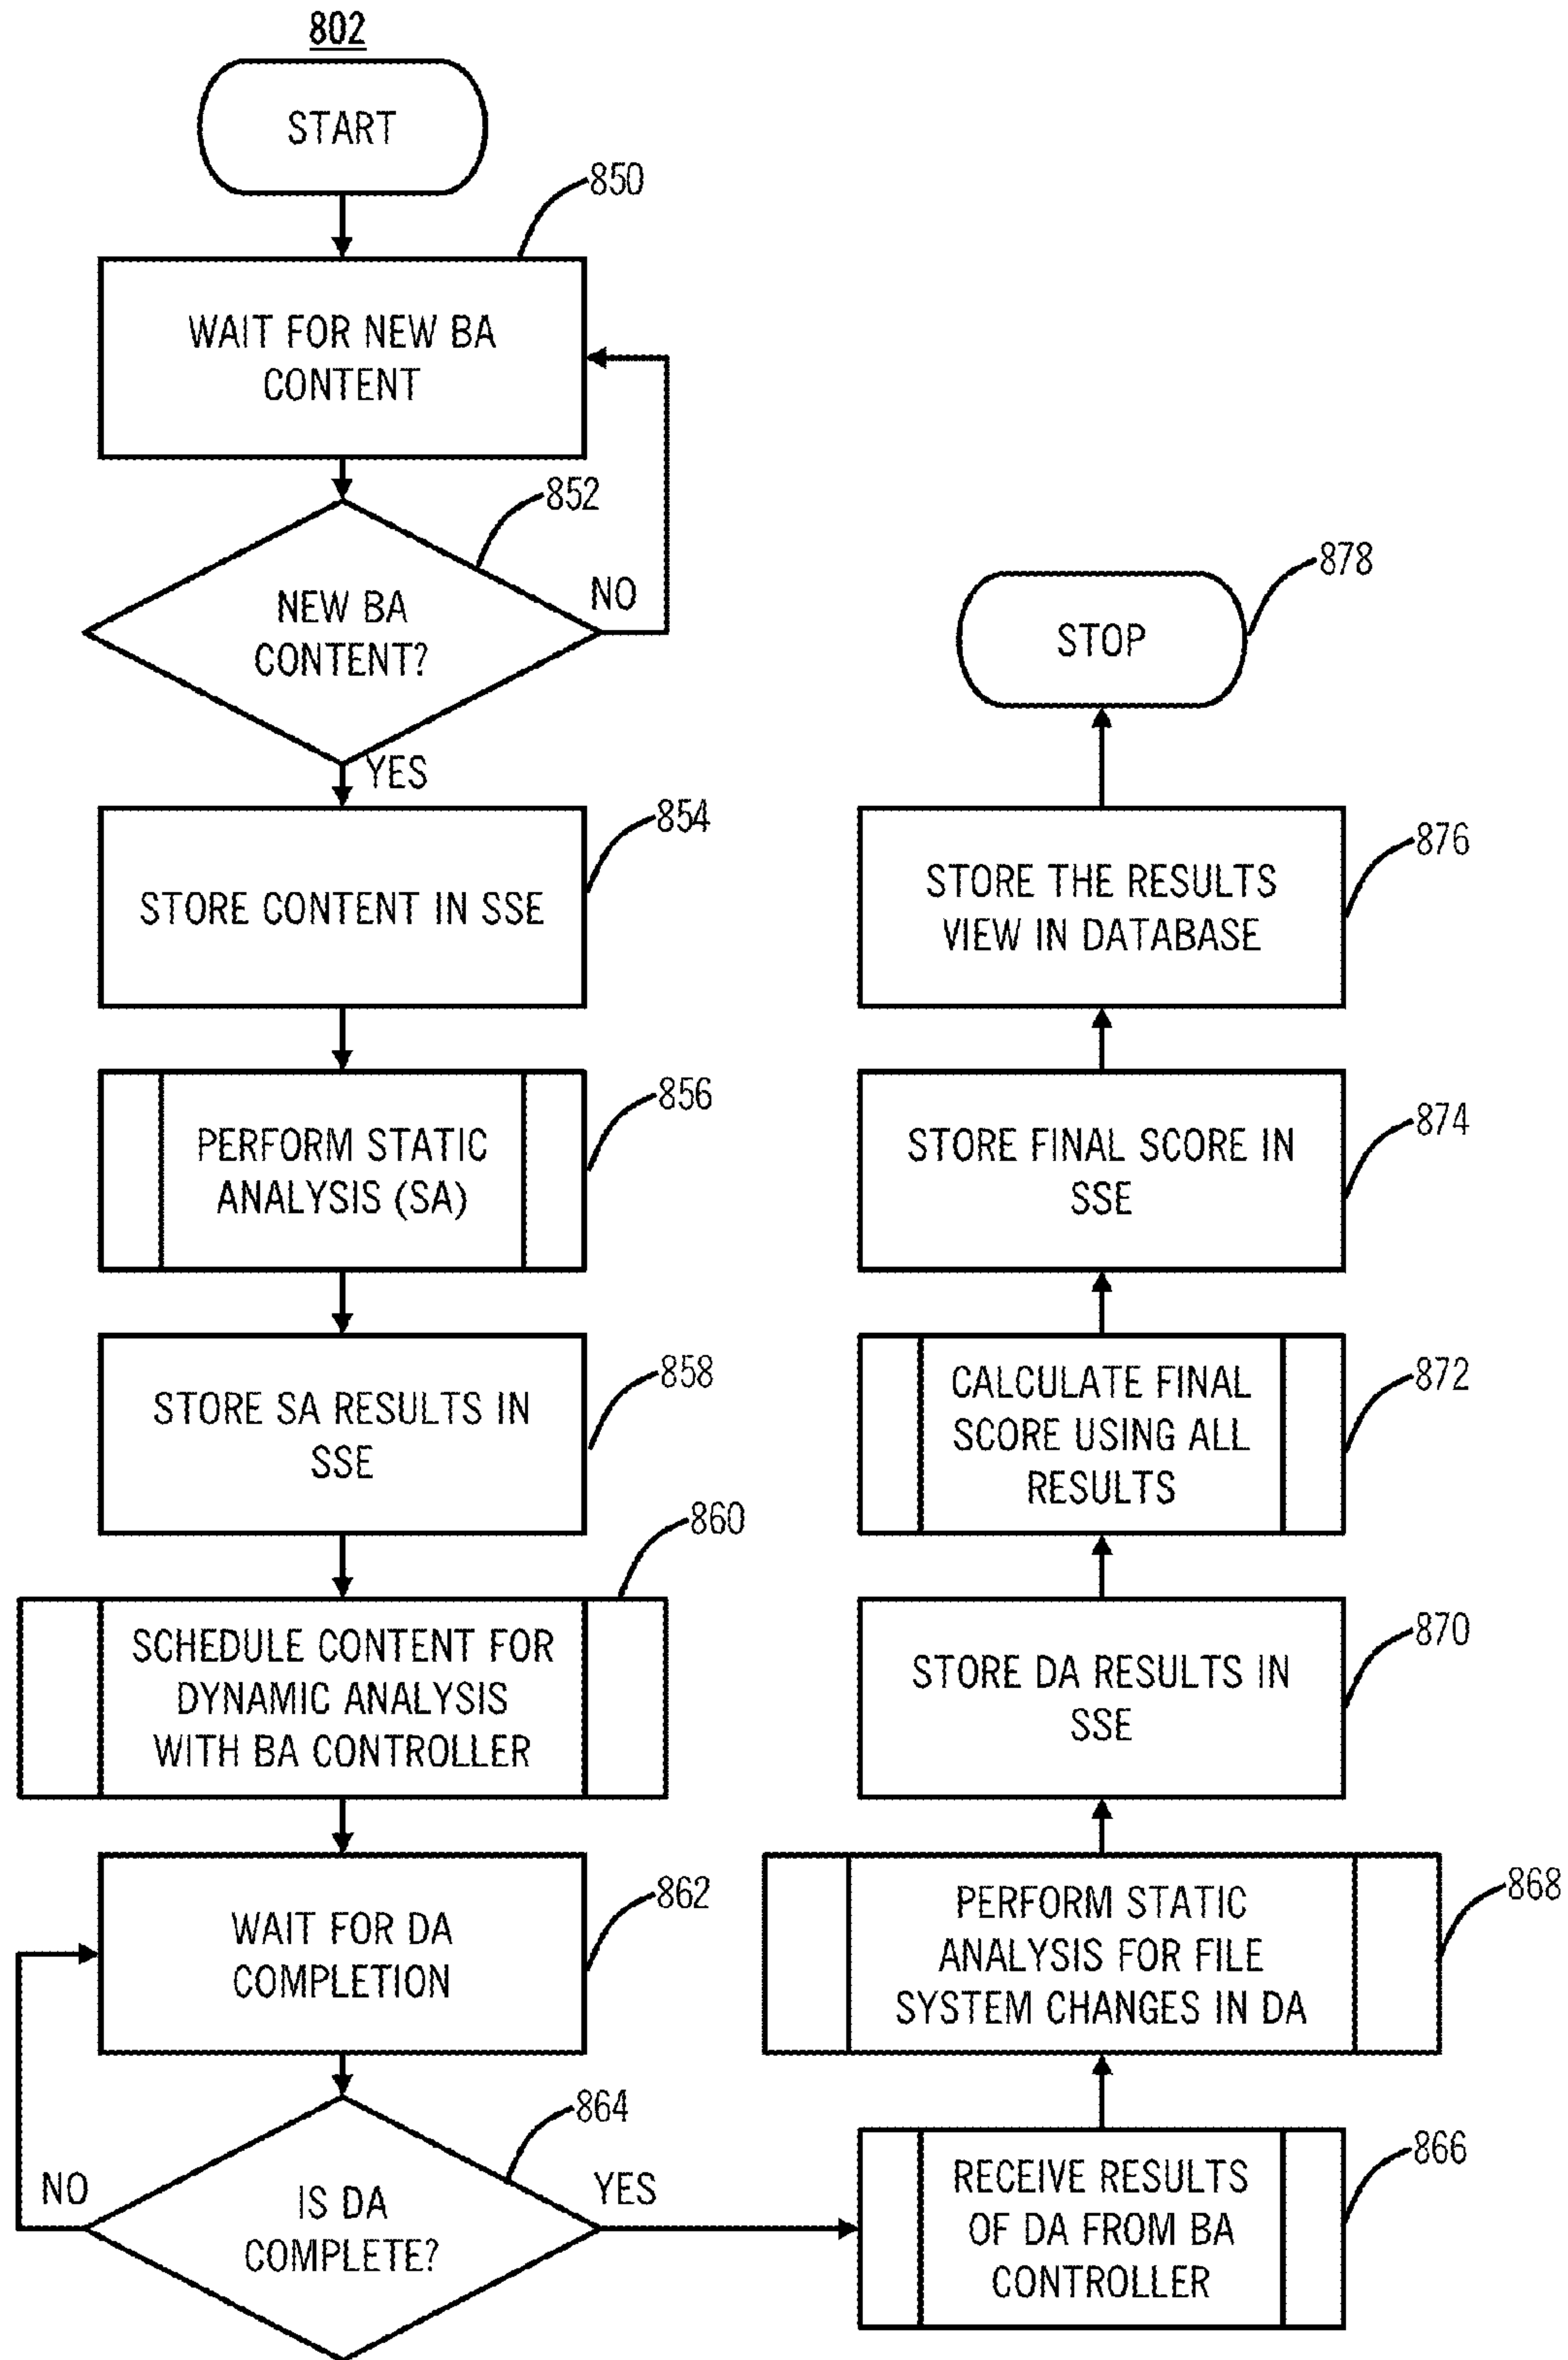 802
START
850
WAIT FOR NEW BA
CONTENT
852
NEW BA
CONTENT?
NO
YES
854
STORE CONTENT IN SSE
856
PERFORM STATIC
ANALYSIS (SA)
858
STORE SA RESULTS IN
SSE
860
SCHEDULE CONTENT FOR
DYNAMIC ANALYSIS
WITH BA CONTROLLER
862
WAIT FOR DA
COMPLETION
864
IS DA
COMPLETE?
NO
YES
866
RECEIVE RESULTS
OF DA FROM BA
CONTROLLER
868
PERFORM STATIC
ANALYSIS FOR FILE
SYSTEM CHANGES IN DA
870
STORE DA RESULTS IN
SSE
872
CALCULATE FINAL
SCORE USING ALL
RESULTS
874
STORE FINAL SCORE IN
SSE
876
STORE THE RESULTS
VIEW IN DATABASE
878
STOP